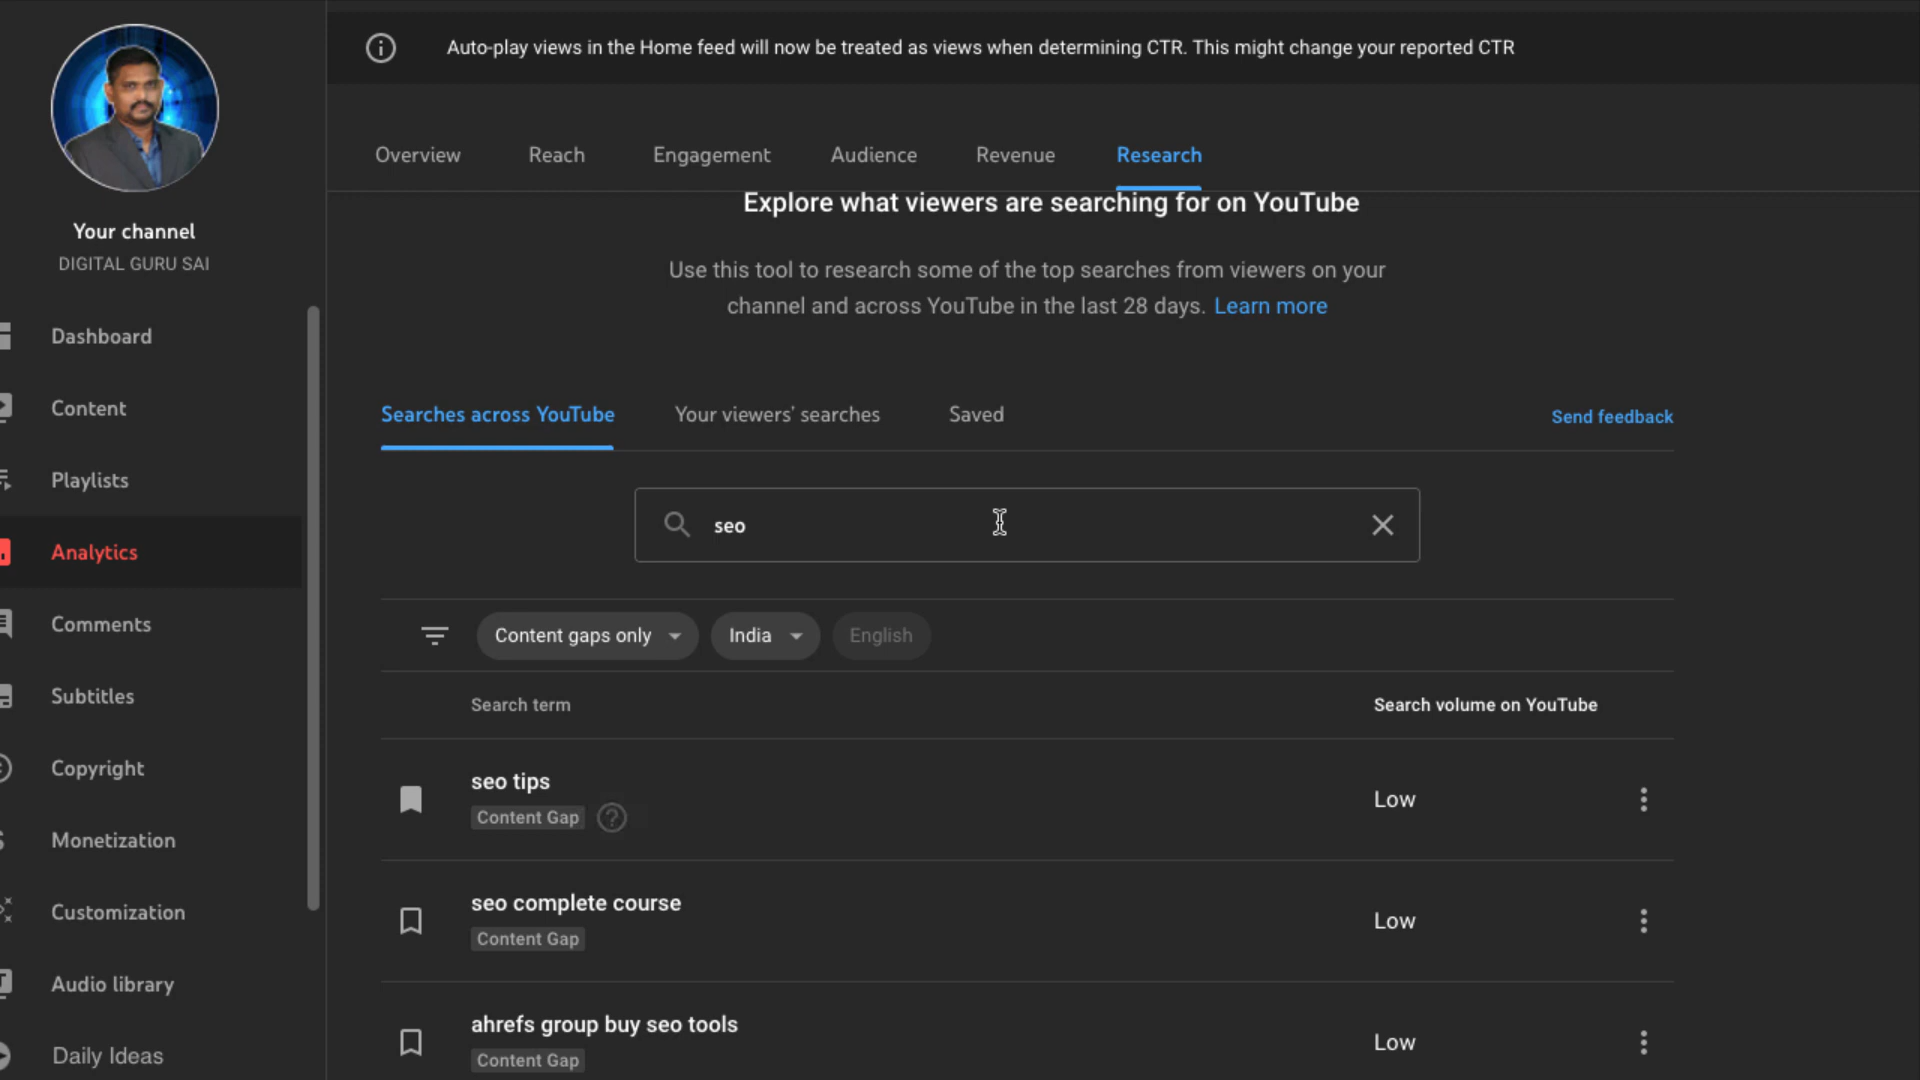 Auto-play views in the Home feed will now be treated as views when determining CTR. This might change your reported CTR
Your channel
DIGITAL GURU SAI
Dashboard
Content
Playlists
Analytics
Comments
Subtitles
Copyright
Monetization
Customization
Audio library
Daily Ideas
Overview
Reach
Engagement
Audience
Revenue
Research
Explore what viewers are searching for on YouTube
Use this tool to research some of the top searches from viewers on your
channel and across YouTube in the last 28 days. Learn more
Searches across YouTube
Your viewers' searches
Saved
Send feedback
seo
Content gaps only
India
English
Search term
Search volume on YouTube
seo tips
Content Gap
Low
seo complete course
Content Gap
Low
ahrefs group buy seo tools
Content Gap
Low